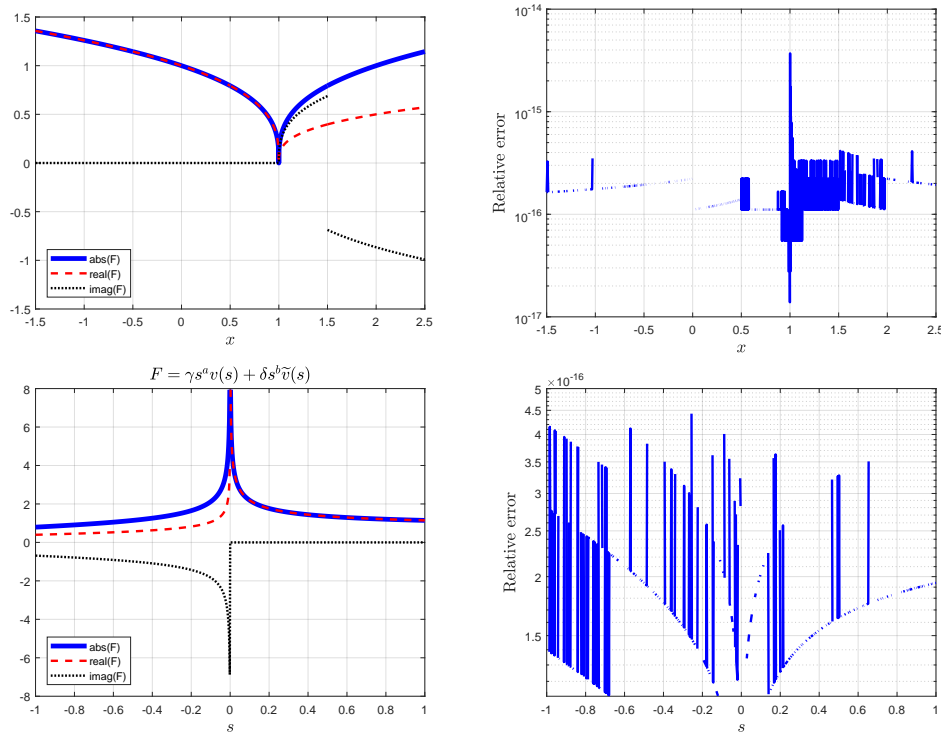 1.5
1
0.5
0
-0.5
-1
-1.5
-1.5 -1 -0.5 0 0.5 1 1.5 2 2.5
x
abs(F)
real(F)
imag(F)
10^-14
10^-15
10^-16
10^-17
Relative error
-1.5 -1 -0.5 0 0.5 1 1.5 2 2.5
x
F = γs^a v(s) + δs^b ṽ(s)
8
6
4
2
0
-2
-4
-6
-8
-1 -0.8 -0.6 -0.4 -0.2 0 0.2 0.4 0.6 0.8 1
s
abs(F)
real(F)
imag(F)
×10^-16
5
4.5
4
3.5
3
2.5
2
1.5
Relative error
-1 -0.8 -0.6 -0.4 -0.2 0 0.2 0.4 0.6 0.8 1
s